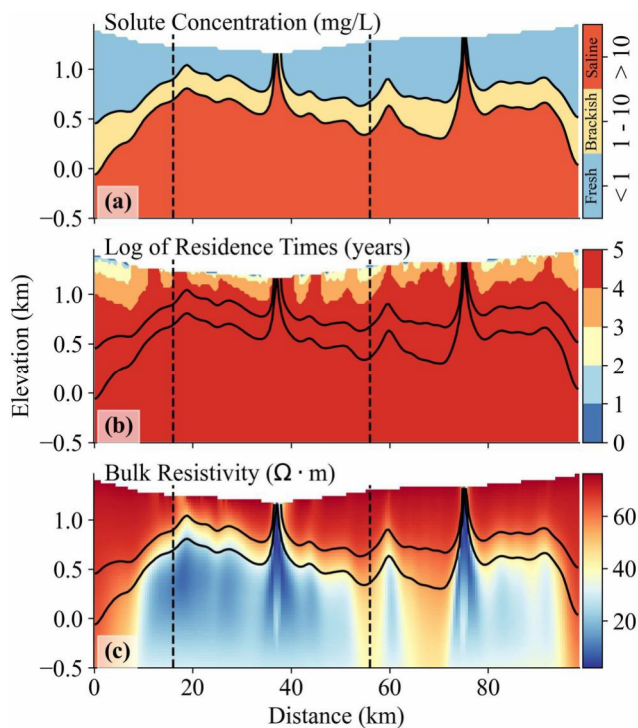 Solute Concentration (mg/L)
1.0
0.5
0.0
−0.5
(a)
Saline
Brackish
Fresh
> 10
1 - 10
< 1
Log of Residence Times (years)
1.0
0.5
0.0
−0.5
(b)
5
4
3
2
1
0
Elevation (km)
Bulk Resistivity (Ω · m)
1.0
0.5
0.0
−0.5
(c)
60
40
20
0
20
40
60
80
Distance (km)